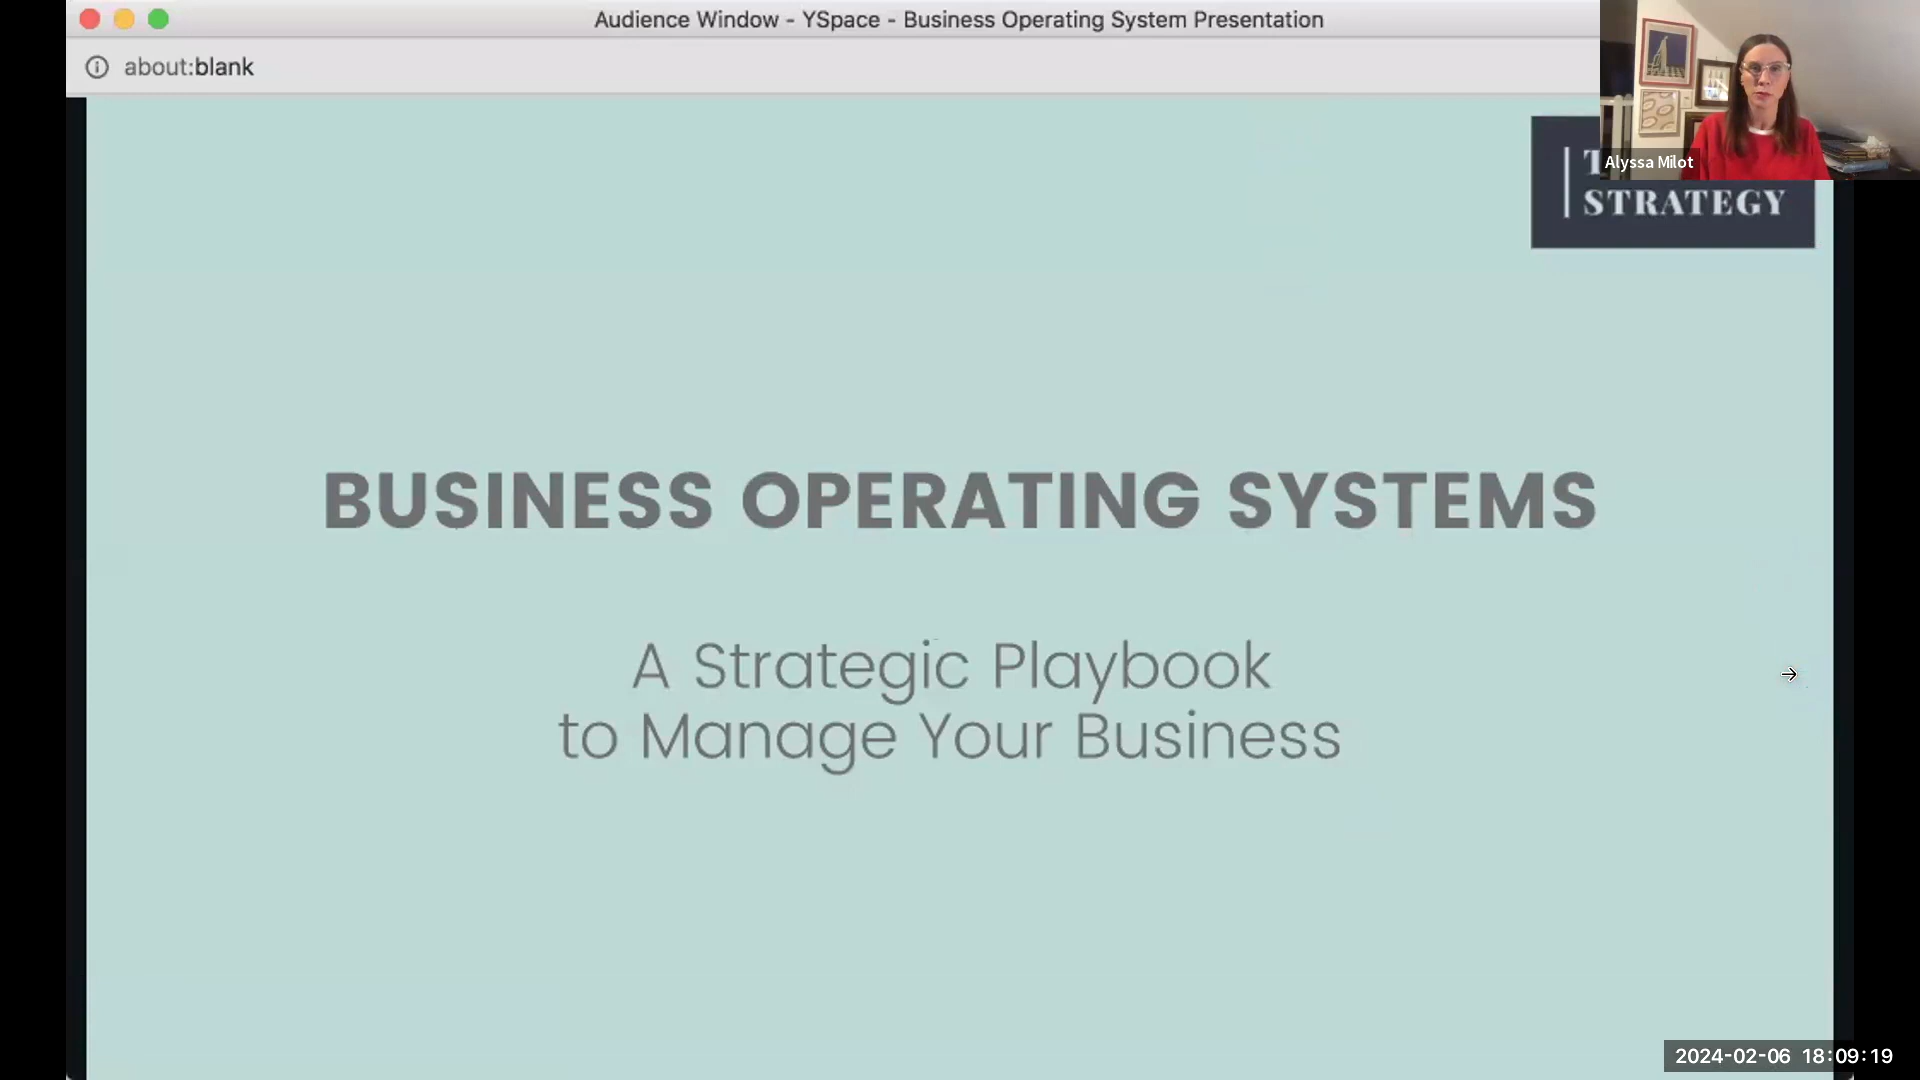 Audience Window - YSpace - Business Operating System Presentation
about:blank
Alyssa Milot
STRATEGY
BUSINESS OPERATING SYSTEMS
A Strategic Playbook
to Manage Your Business
2024-02-06 18:09:19